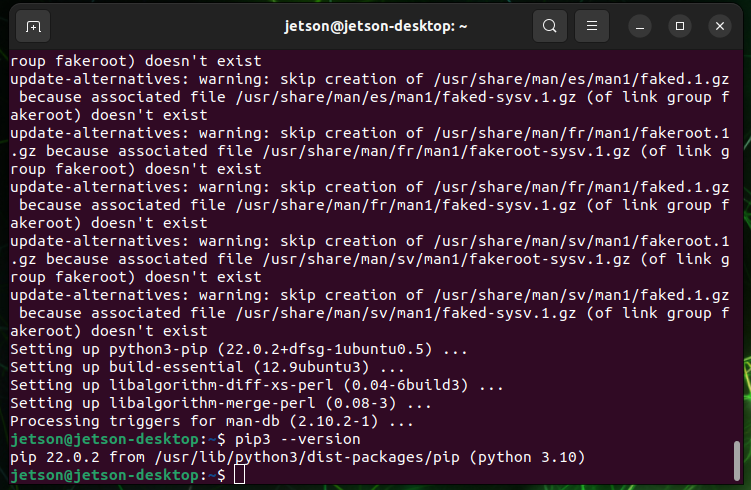 jetson@jetson-desktop: ~
roup fakeroot) doesn't exist
update-alternatives: warning: skip creation of /usr/share/man/es/man1/faked.1.gz
 because associated file /usr/share/man/es/man1/faked-sysv.1.gz (of link group f
akeroot) doesn't exist
update-alternatives: warning: skip creation of /usr/share/man/fr/man1/fakeroot.1
.gz because associated file /usr/share/man/fr/man1/fakeroot-sysv.1.gz (of link g
roup fakeroot) doesn't exist
update-alternatives: warning: skip creation of /usr/share/man/fr/man1/faked.1.gz
 because associated file /usr/share/man/fr/man1/faked-sysv.1.gz (of link group f
akeroot) doesn't exist
update-alternatives: warning: skip creation of /usr/share/man/sv/man1/fakeroot.1
.gz because associated file /usr/share/man/sv/man1/fakeroot-sysv.1.gz (of link g
roup fakeroot) doesn't exist
update-alternatives: warning: skip creation of /usr/share/man/sv/man1/faked.1.gz
 because associated file /usr/share/man/sv/man1/faked-sysv.1.gz (of link group f
akeroot) doesn't exist
Setting up python3-pip (22.0.2+dfsg-1ubuntu0.5) ...
Setting up build-essential (12.9ubuntu3) ...
Setting up libalgorithm-diff-xs-perl (0.04-6build3) ...
Setting up libalgorithm-merge-perl (0.08-3) ...
Processing triggers for man-db (2.10.2-1) ...
jetson@jetson-desktop:~$ pip3 --version
pip 22.0.2 from /usr/lib/python3/dist-packages/pip (python 3.10)
jetson@jetson-desktop:~$